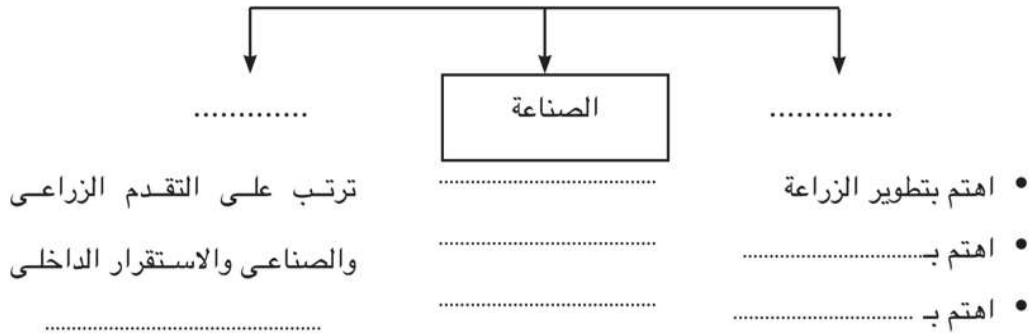 ............. الصناعة .............
• اهتم بتطوير الزراعة ............................ ترتب على التقدم الزراعى
• اهتم بـ............................ ............................ والصناعى والاستقرار الداخلى
• اهتم بـ ............................ ............................ ............................